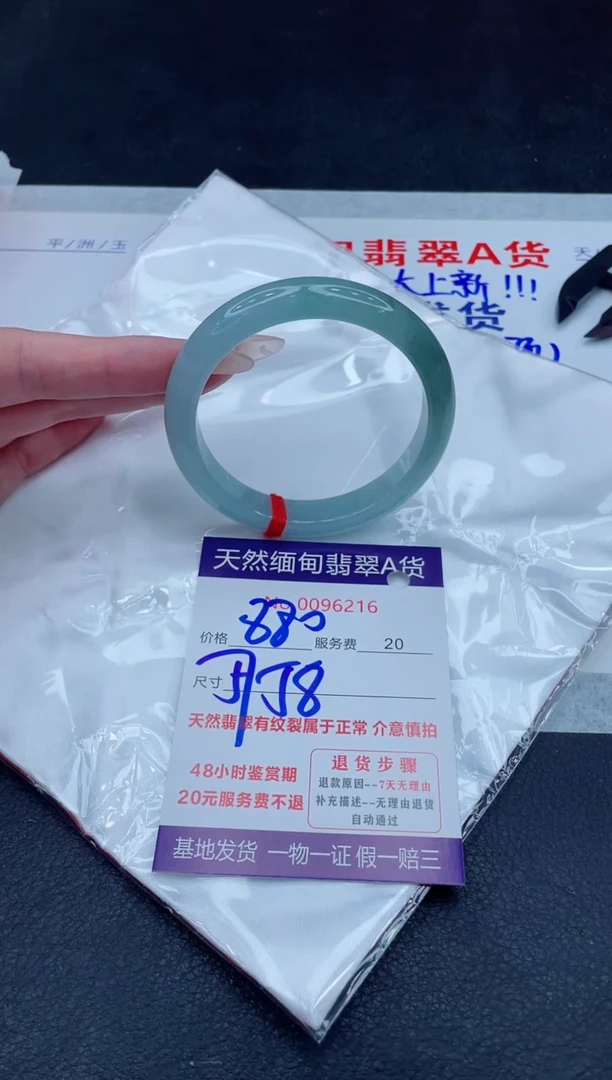 平/洲/玉
翡翠A货
大上新!!!
货
天然缅甸翡翠A货
No.0096216
价格 880 服务费 20
尺寸 58
天然翡翠有纹裂属于正常 介意慎拍
48小时鉴赏期
20元服务费不退
退货步骤
退款原因--7天无理由
补充描述--无理由退货
自动通过
基地发货 一物一证 假一赔三